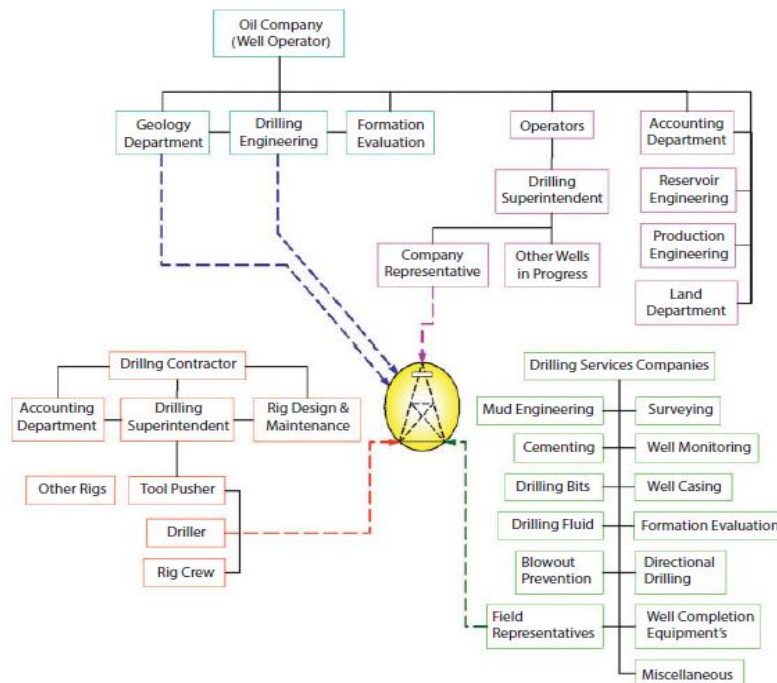 Oil Company
(Well Operator)
Geology
Department
Drilling
Engineering
Formation
Evaluation
Operators
Accounting
Department
Drilling
Superintendent
Reservoir
Engineering
Company
Representative
Other Wells
in Progress
Production
Engineering
Land
Department
Drillng Contractor
Accounting
Department
Drilling
Superintendent
Rig Design &
Maintenance
Other Rigs
Tool Pusher
Driller
Rig Crew
Drilling Services Companies
Mud Engineering
Surveying
Cementing
Well Monitoring
Drilling Bits
Well Casing
Drilling Fluid
Formation Evaluation
Blowout
Prevention
Directional
Drilling
Field
Representatives
Well Completion
Equipment's
Miscellaneous